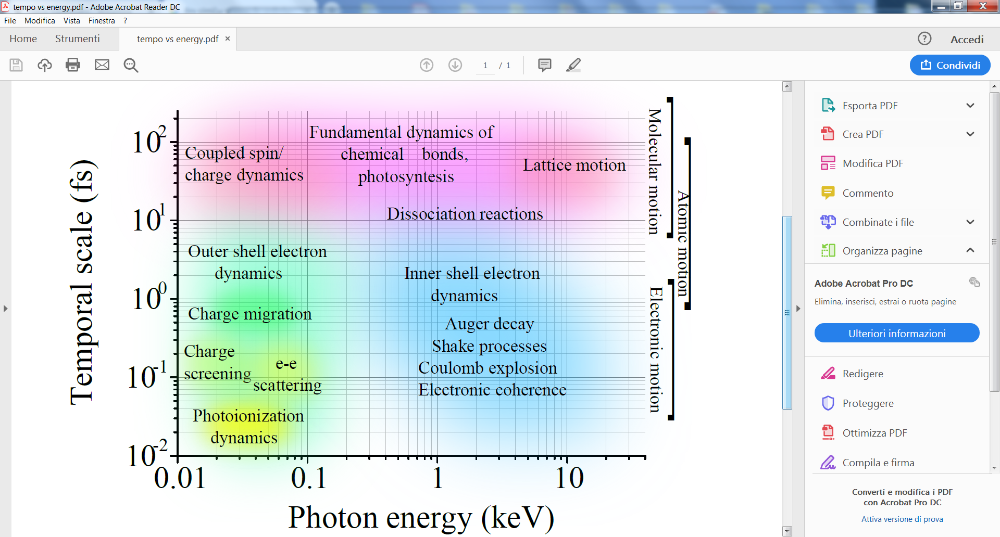 tempo vs energy.pdf - Adobe Acrobat Reader DC
File Modifica Vista Finestra ?
Home Strumenti tempo vs energy.pdf × ? Accedi
1 / 1 Condividi
Temporal scale (fs)
10^2
10^1
10^0
10^-1
10^-2
Coupled spin/
charge dynamics
Fundamental dynamics of
chemical bonds,
photosyntesis
Lattice motion
Dissociation reactions
Outer shell electron
dynamics
Inner shell electron
dynamics
Charge migration
Auger decay
Shake processes
Coulomb explosion
Electronic coherence
Charge
screening
e-e
scattering
Photoionization
dynamics
0.01 0.1 1 10
Photon energy (keV)
Molecular motion
Atomic motion
Electronic motion
Esporta PDF
Crea PDF
Modifica PDF
Commento
Combinate i file
Organizza pagine
Adobe Acrobat Pro DC
Elimina, inserisci, estrai o ruota pagine
Ulteriori informazioni
Redigere
Proteggere
Ottimizza PDF
Compila e firma
Converti e modifica i PDF
con Acrobat Pro DC
Attiva versione di prova